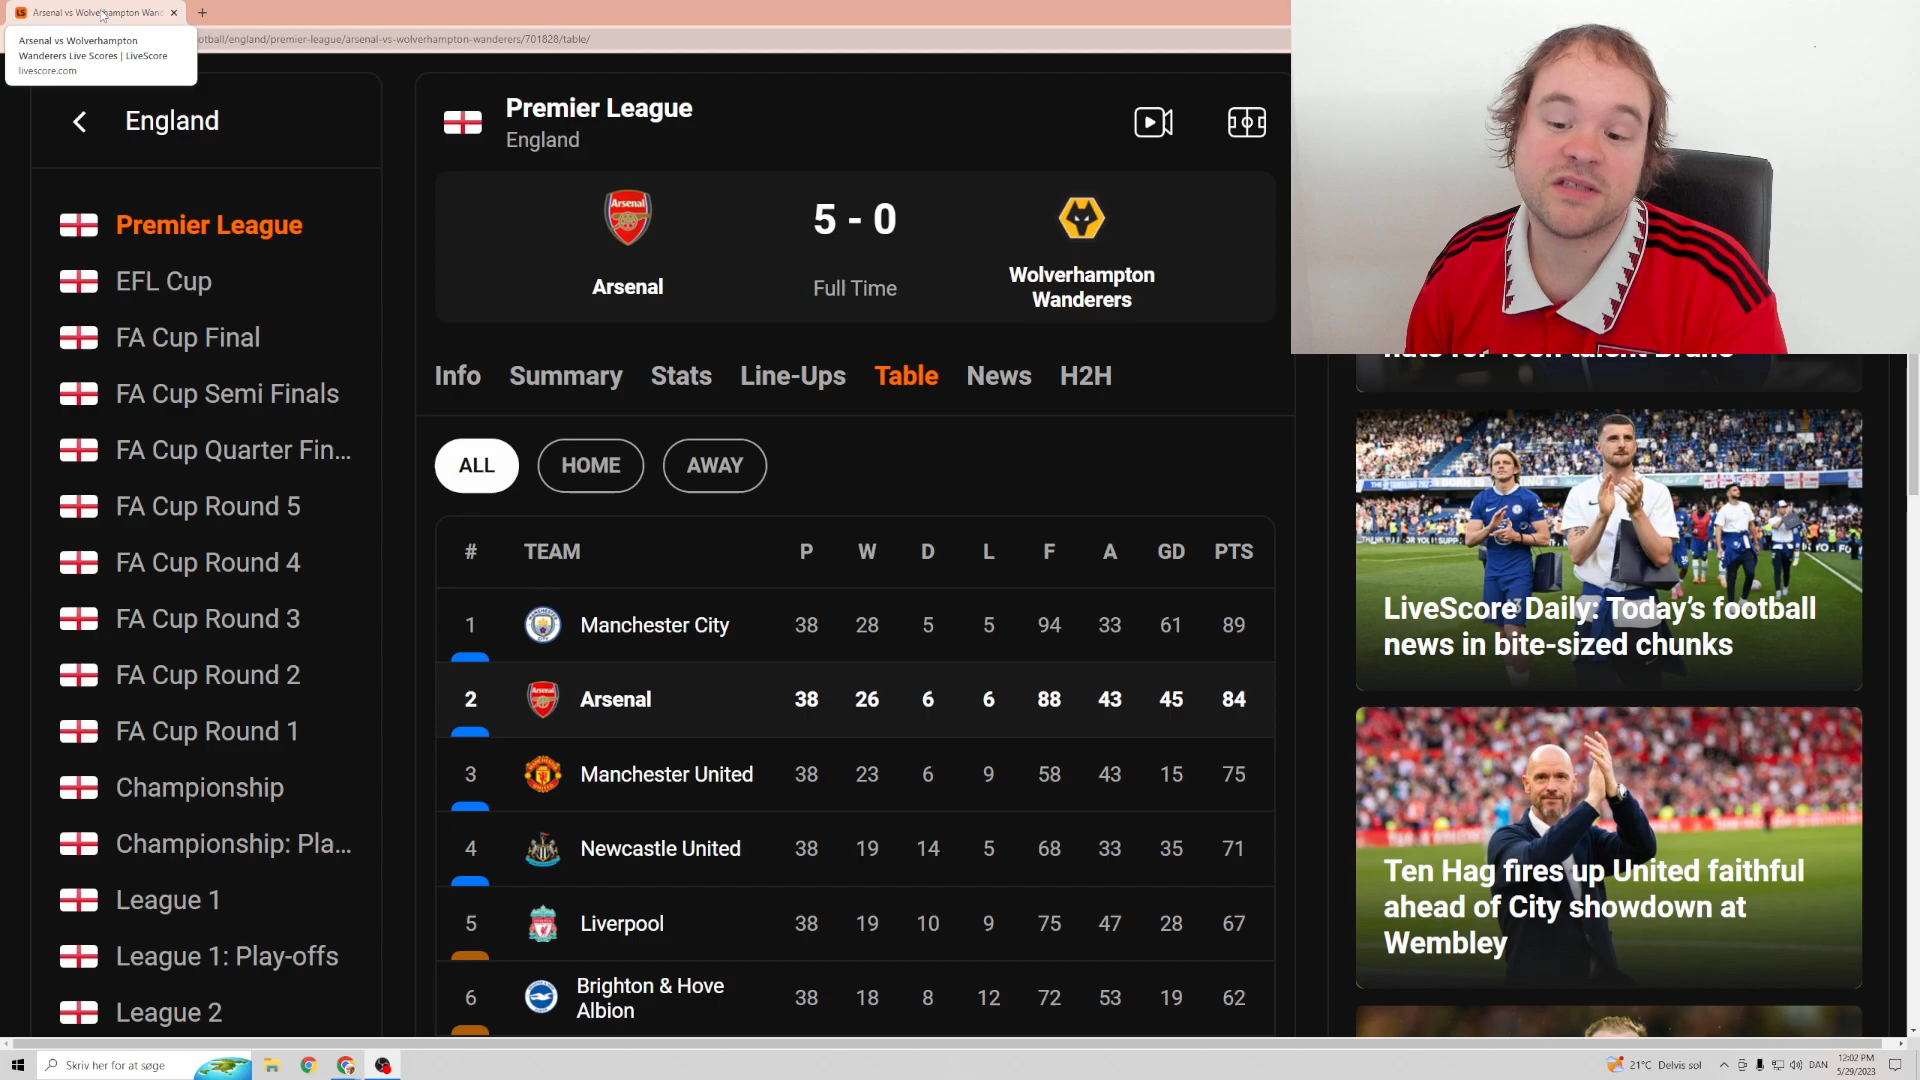 Arsenal vs Wolverhampton Wan
Arsenal vs Wolverhampton
Wanderers Live Scores | LiveScore
livescore.com
otball/england/premier-league/arsenal-vs-wolverhampton-wanderers/701828/table/
England
Premier League
EFL Cup
FA Cup Final
FA Cup Semi Finals
FA Cup Quarter Fin...
FA Cup Round 5
FA Cup Round 4
FA Cup Round 3
FA Cup Round 2
FA Cup Round 1
Championship
Championship: Pla...
League 1
League 1: Play-offs
League 2
Premier League
England
Arsenal
5 - 0
Full Time
Wolverhampton
Wanderers
Info Summary Stats Line-Ups Table News H2H
ALL HOME AWAY
# TEAM P W D L F A GD PTS
1 Manchester City 38 28 5 5 94 33 61 89
2 Arsenal 38 26 6 6 88 43 45 84
3 Manchester United 38 23 6 9 58 43 15 75
4 Newcastle United 38 19 14 5 68 33 35 71
5 Liverpool 38 19 10 9 75 47 28 67
6 Brighton & Hove
Albion 38 18 8 12 72 53 19 62
LiveScore Daily: Today's football
news in bite-sized chunks
Ten Hag fires up United faithful
ahead of City showdown at
Wembley
Skriv her for at søge
21°C Delvis sol
DAN
12:02 PM
5/29/2023